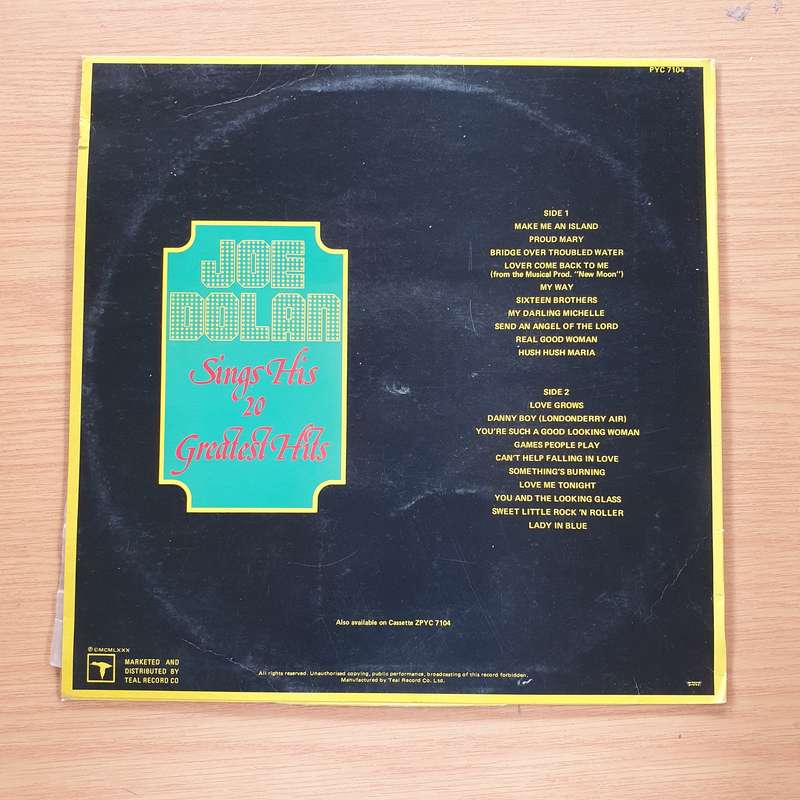 PYC 7104
JOE
DOLAN
Sings His
20
Greatest Hits
SIDE 1
MAKE ME AN ISLAND
PROUD MARY
BRIDGE OVER TROUBLED WATER
LOVER COME BACK TO ME
(from the Musical Prod. "New Moon")
MY WAY
SIXTEEN BROTHERS
MY DARLING MICHELLE
SEND AN ANGEL OF THE LORD
REAL GOOD WOMAN
HUSH HUSH MARIA
SIDE 2
LOVE GROWS
DANNY BOY (LONDONDERRY AIR)
YOU'RE SUCH A GOOD LOOKING WOMAN
GAMES PEOPLE PLAY
CAN'T HELP FALLING IN LOVE
SOMETHING'S BURNING
LOVE ME TONIGHT
YOU AND THE LOOKING GLASS
SWEET LITTLE ROCK 'N ROLLER
LADY IN BLUE
Also available on Cassette ZPYC 7104
℗©MCMLXXX
MARKETED AND
DISTRIBUTED BY
TEAL RECORD CO
All rights reserved. Unauthorised copying, public performance, broadcasting of this record forbidden.
Manufactured by Teal Record Co. Ltd.